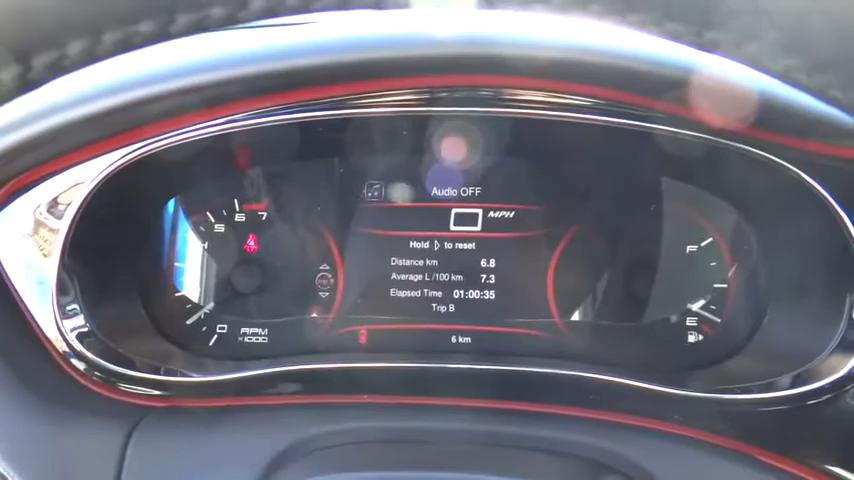 Audio OFF
0 MPH
Hold ▷ to reset
Distance km 6.8
Average L/100 km 7.3
Elapsed Time 01:00:35
Trip B
6 km
5 6 7
0 RPM
x1000
F
E